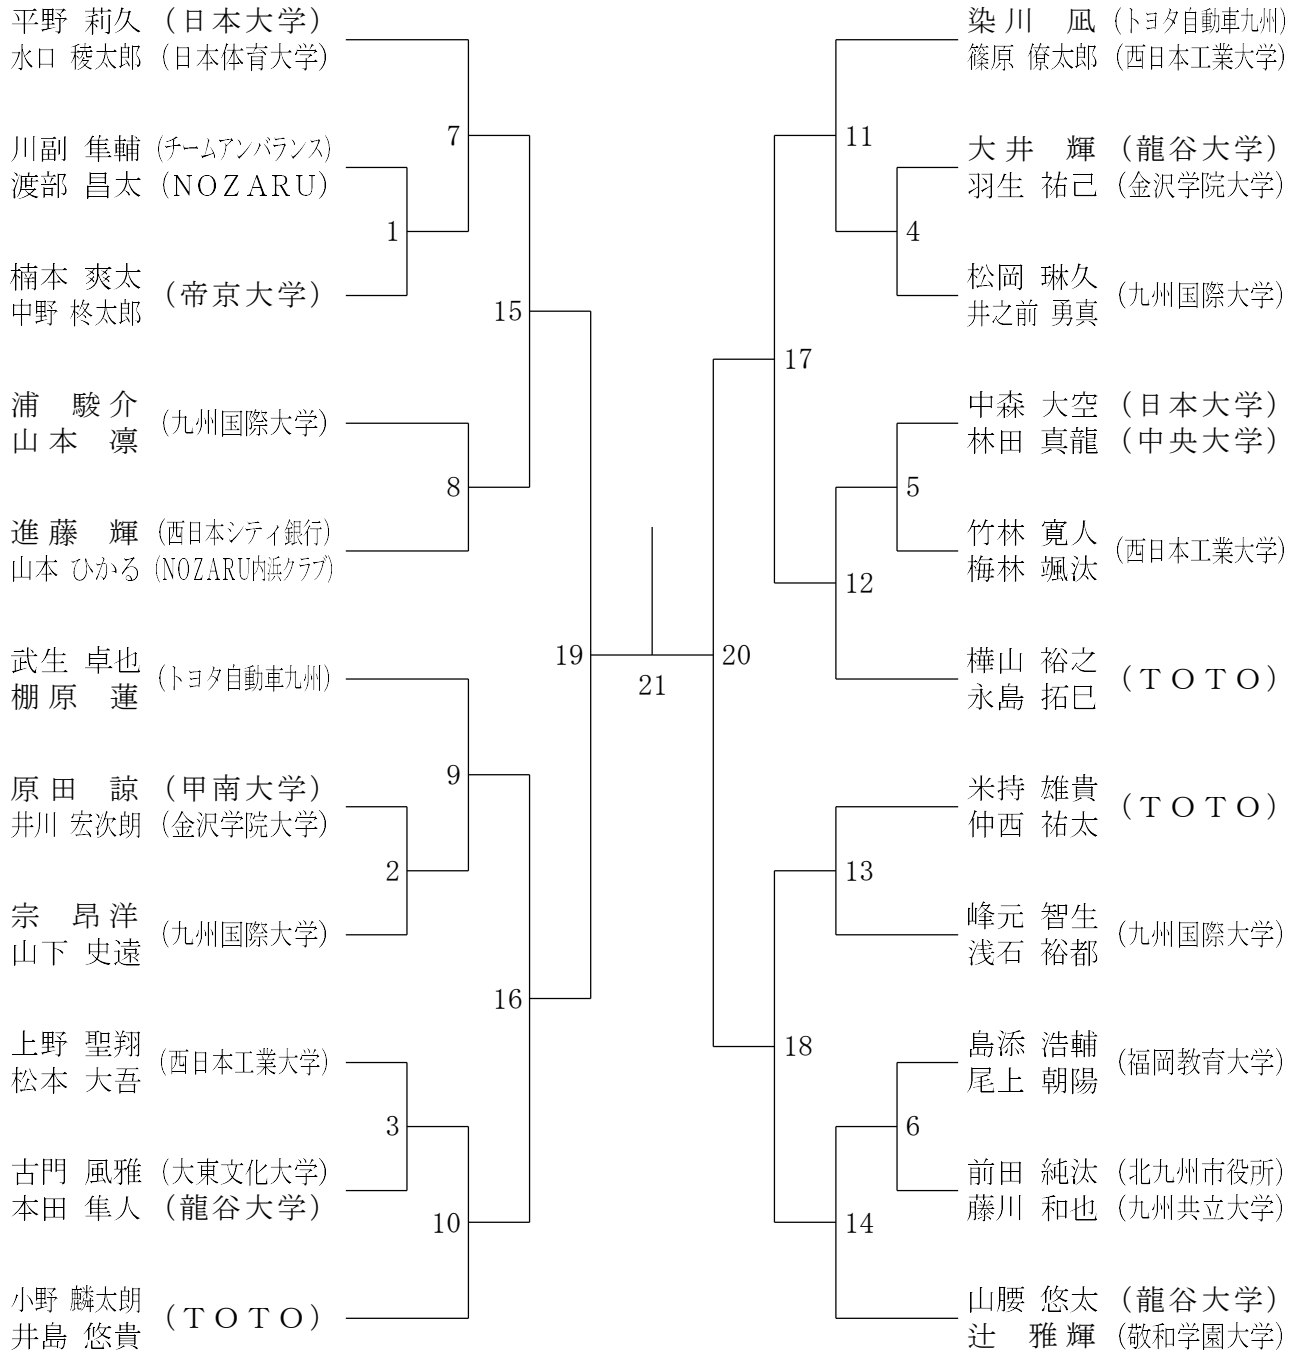 平野 莉久 (日本大学)
水口 稜太郎 (日本体育大学)
7
川副 隼輔 (チームアンバランス)
渡部 昌太 (NOZARU)
1
楠本 爽太
中野 柊太郎
(帝京大学)
15
浦 駿介
山本 凛
(九州国際大学)
8
進藤 輝 (西日本シティ銀行)
山本 ひかる (NOZARU内浜クラブ)
19
武生 卓也
棚原 蓮
(トヨタ自動車九州)
9
原田 諒 (甲南大学)
井川 宏次朗 (金沢学院大学)
2
宗 昂洋
山下 史遠
(九州国際大学)
16
上野 聖翔
松本 大吾
(西日本工業大学)
3
古門 風雅 (大東文化大学)
本田 隼人 (龍谷大学)
10
小野 麟太朗
井島 悠貴
(TOTO)
21
染川 凪 (トヨタ自動車九州)
篠原 僚太郎 (西日本工業大学)
11
大井 輝 (龍谷大学)
羽生 祐己 (金沢学院大学)
4
松岡 琳久
井之前 勇真
(九州国際大学)
17
中森 大空 (日本大学)
林田 真龍 (中央大学)
5
竹林 寛人
梅林 颯汰
(西日本工業大学)
12
20
樺山 裕之
永島 拓巳
(TOTO)
米持 雄貴
仲西 祐太
(TOTO)
13
峰元 智生
浅石 裕都
(九州国際大学)
18
島添 浩輔
尾上 朝陽
(福岡教育大学)
6
前田 純汰 (北九州市役所)
藤川 和也 (九州共立大学)
14
山腰 悠太 (龍谷大学)
辻 雅輝 (敬和学園大学)